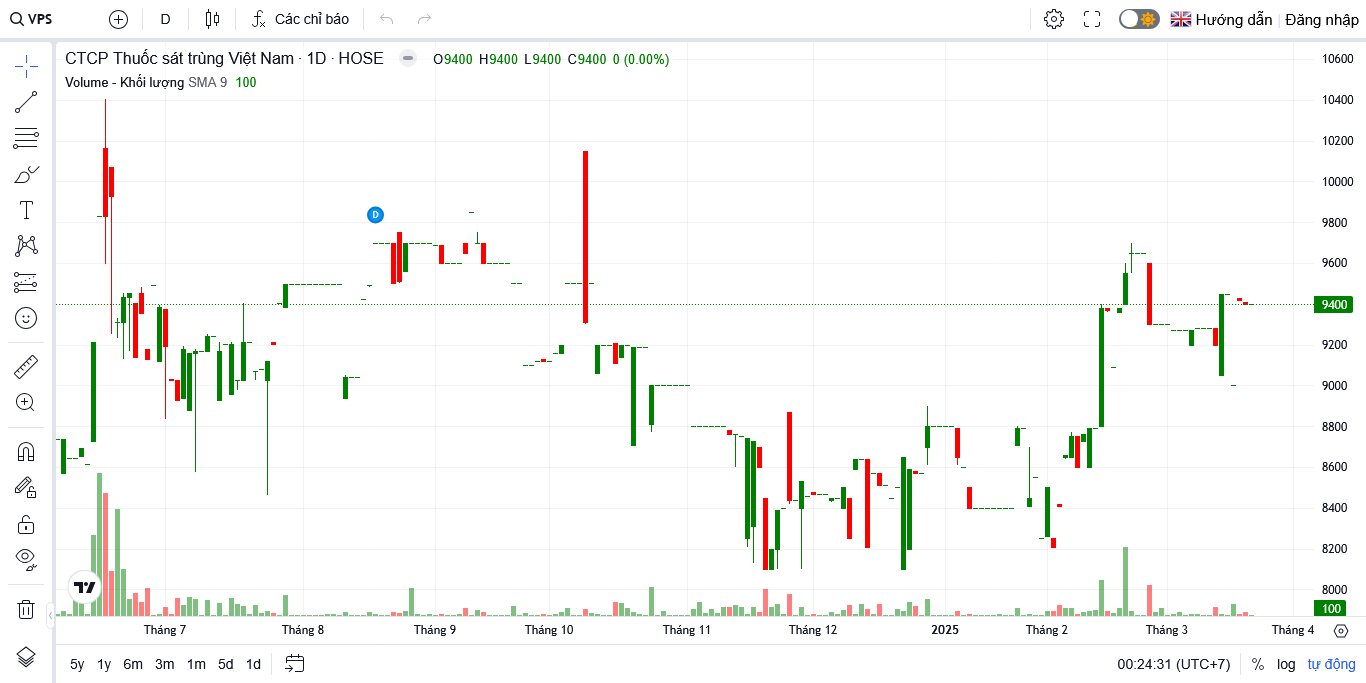 VPS D Các chỉ báo Hướng dẫn Đăng nhập
CTCP Thuốc sát trùng Việt Nam · 1D · HOSE O9400 H9400 L9400 C9400 0 (0.00%)
Volume - Khối lượng SMA 9 100
D
10600
10400
10200
10000
9800
9600
9400
9200
9000
8800
8600
8400
8200
8000
100
Tháng 7 Tháng 8 Tháng 9 Tháng 10 Tháng 11 Tháng 12 2025 Tháng 2 Tháng 3 Tháng 4
5y 1y 6m 3m 1m 5d 1d 00:24:31 (UTC+7) % log tự động